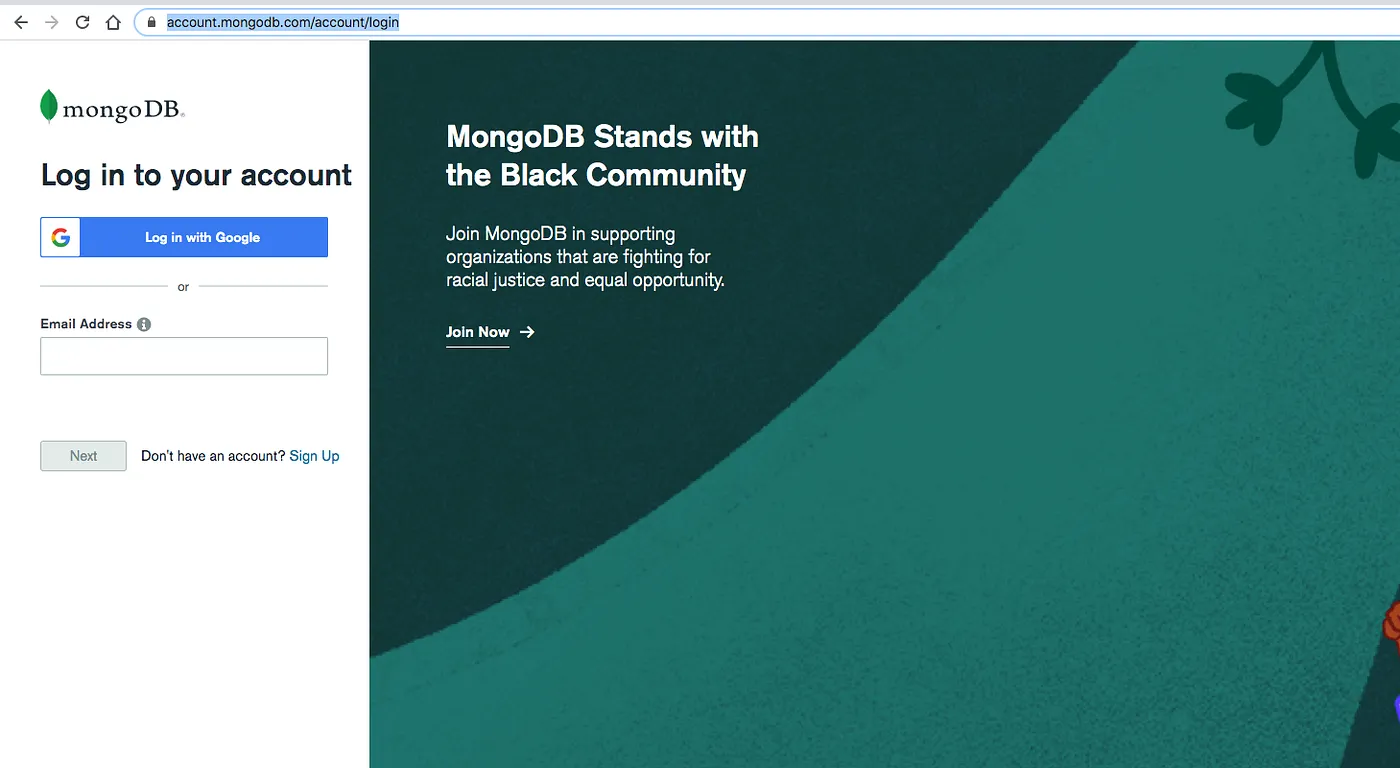 account.mongodb.com/account/login
mongoDB®
Log in to your account
Log in with Google
or
Email Address
Next
Don't have an account? Sign Up
MongoDB Stands with
the Black Community
Join MongoDB in supporting
organizations that are fighting for
racial justice and equal opportunity.
Join Now →